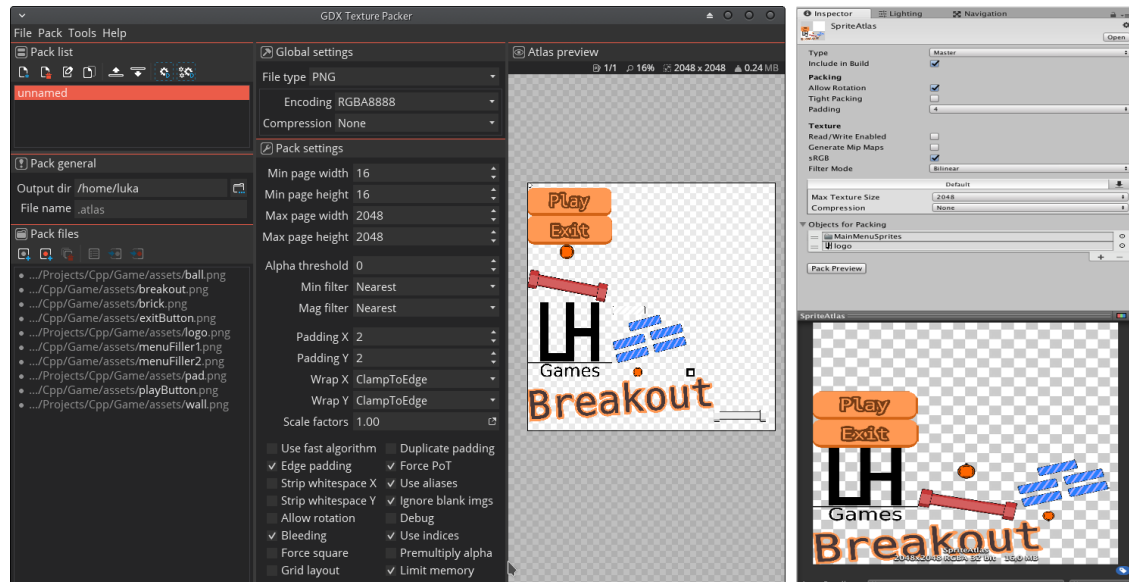 GDX Texture Packer
File Pack Tools Help
Pack list
unnamed
Pack general
Output dir /home/luka
File name .atlas
Pack files
.../Projects/Cpp/Game/assets/ball.png
.../Cpp/Game/assets/breakout.png
.../Projects/Cpp/Game/assets/brick.png
.../Cpp/Game/assets/exitButton.png
.../Projects/Cpp/Game/assets/logo.png
.../Cpp/Game/assets/menuFiller1.png
.../Cpp/Game/assets/menuFiller2.png
.../Projects/Cpp/Game/assets/pad.png
.../Cpp/Game/assets/playButton.png
.../Projects/Cpp/Game/assets/wall.png
Global settings
File type PNG
Encoding RGBA8888
Compression None
Pack settings
Min page width 16
Min page height 16
Max page width 2048
Max page height 2048
Alpha threshold 0
Min filter Nearest
Mag filter Nearest
Padding X 2
Padding Y 2
Wrap X ClampToEdge
Wrap Y ClampToEdge
Scale factors 1.00
Use fast algorithm Duplicate padding
Edge padding Force PoT
Strip whitespace X Use aliases
Strip whitespace Y Ignore blank imgs
Allow rotation Debug
Bleeding Use indices
Force square Premultiply alpha
Grid layout Limit memory
Atlas preview
1/1 16% 2048 x 2048 0.24 MB
Play
Exit
LH
Games
Breakout
Inspector Lighting Navigation
SpriteAtlas
Open
Type Master
Include in Build
Packing
Allow Rotation
Tight Packing
Padding 4
Texture
Read/Write Enabled
Generate Mip Maps
sRGB
Filter Mode Bilinear
Default
Max Texture Size 2048
Compression None
Objects for Packing
MainMenuSprites
logo
Pack Preview
SpriteAtlas
Play
Exit
LH
Games
Breakout
SpriteAtlas
2048x2048 RGBA 32 bit 16.0 MB